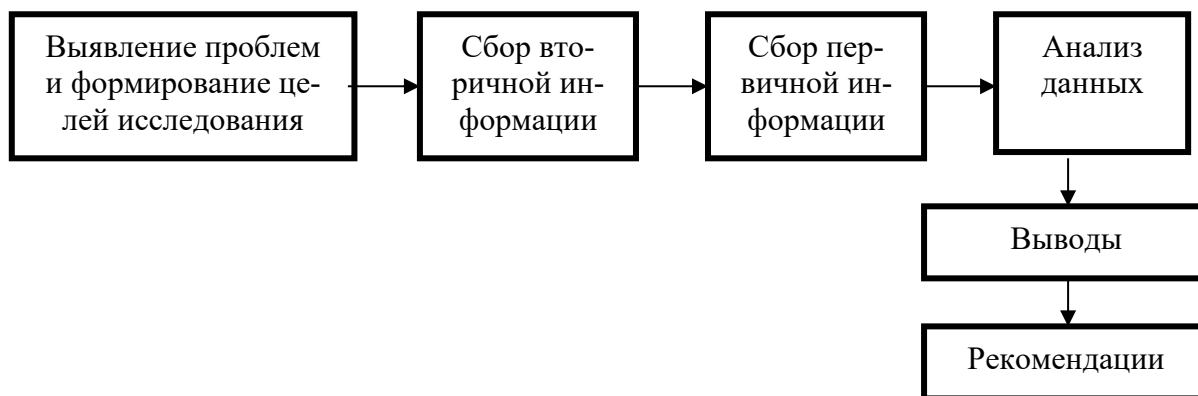 Выявление проблем
и формирование це-
лей исследования
Сбор вто-
ричной ин-
формации
Сбор пер-
вичной ин-
формации
Анализ
данных
Выводы
Рекомендации